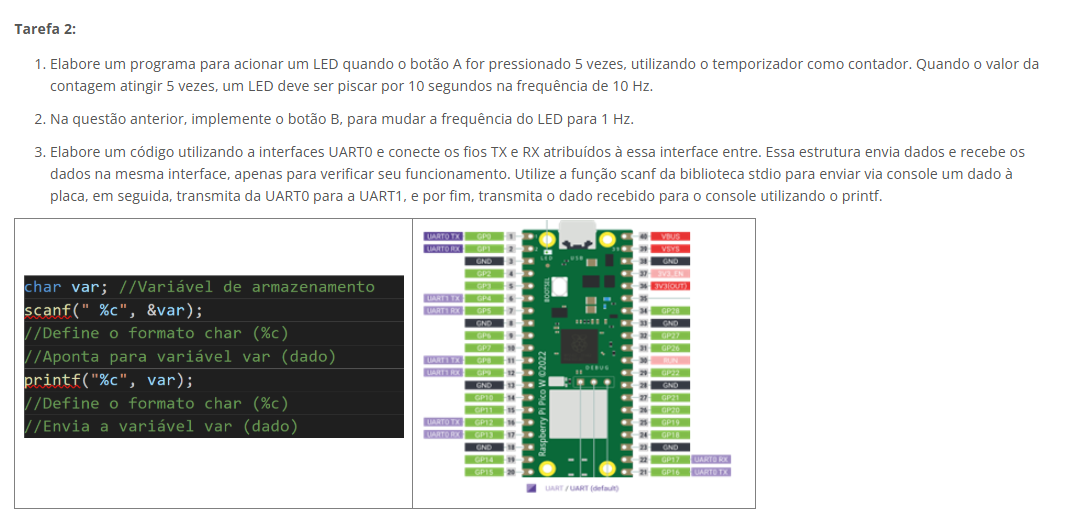 Tarefa 2:
1. Elabore um programa para acionar um LED quando o botão A for pressionado 5 vezes, utilizando o temporizador como contador. Quando o valor da
contagem atingir 5 vezes, um LED deve ser piscar por 10 segundos na frequência de 10 Hz.
2. Na questão anterior, implemente o botão B, para mudar a frequência do LED para 1 Hz.
3. Elabore um código utilizando a interfaces UART0 e conecte os fios TX e RX atribuídos à essa interface entre. Essa estrutura envia dados e recebe os
dados na mesma interface, apenas para verificar seu funcionamento. Utilize a função scanf da biblioteca stdio para enviar via console um dado à
placa, em seguida, transmita da UART0 para a UART1, e por fim, transmita o dado recebido para o console utilizando o printf.
char var; //Variável de armazenamento
scanf(" %c", &var);
//Define o formato char (%c)
//Aponta para variável var (dado)
printf("%c", var);
//Define o formato char (%c)
//Envia a variável var (dado)
UART0 TX GP0 1
UART0 RX GP1 2
GND 3
GP2 4
GP3 5
UART1 TX GP4 6
UART1 RX GP5 7
GND 8
GP6 9
GP7 10
UART1 TX GP8 11
UART1 RX GP9 12
GND 13
GP10 14
GP11 15
UART0 TX GP12 16
UART0 RX GP13 17
GND 18
GP14 19
GP15 20
LED
USB
BOOTSEL
DEBUG
Raspberry Pi Pico W ©2022
40 VBUS
39 VSYS
38 GND
37 3V3_EN
36 3V3(OUT)
35
34 GP28
33 GND
32 GP27
31 GP26
30 RUN
29 GP22
28 GND
27 GP21
26 GP20
25 GP19
24 GP18
23 GND
22 GP17 UART0 RX
21 GP16 UART0 TX
UART / UART (default)